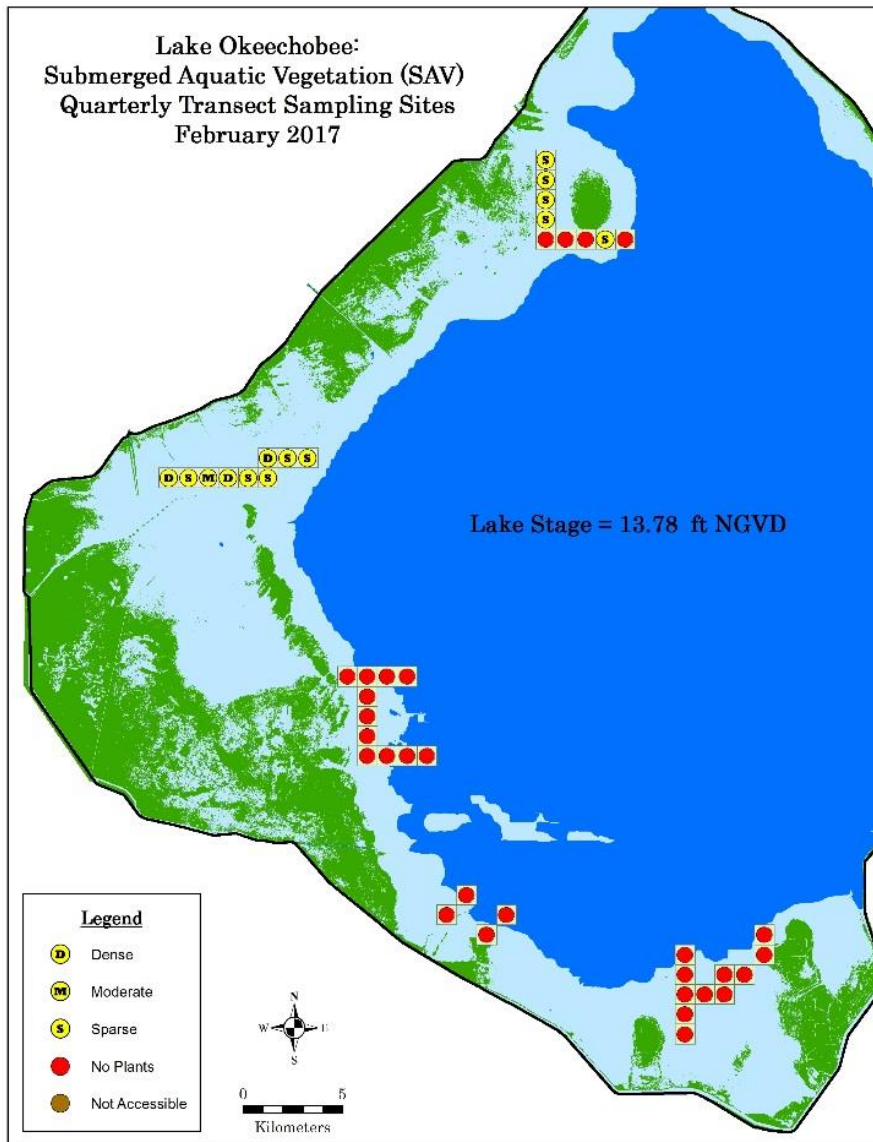 Lake Okeechobee:
Submerged Aquatic Vegetation (SAV)
Quarterly Transect Sampling Sites
February 2017
S
S
S
S
S
D S S
D S M D S S
Lake Stage = 13.78 ft NGVD
Legend
D Dense
M Moderate
S Sparse
No Plants
Not Accessible
N
W E
S
0 5
Kilometers